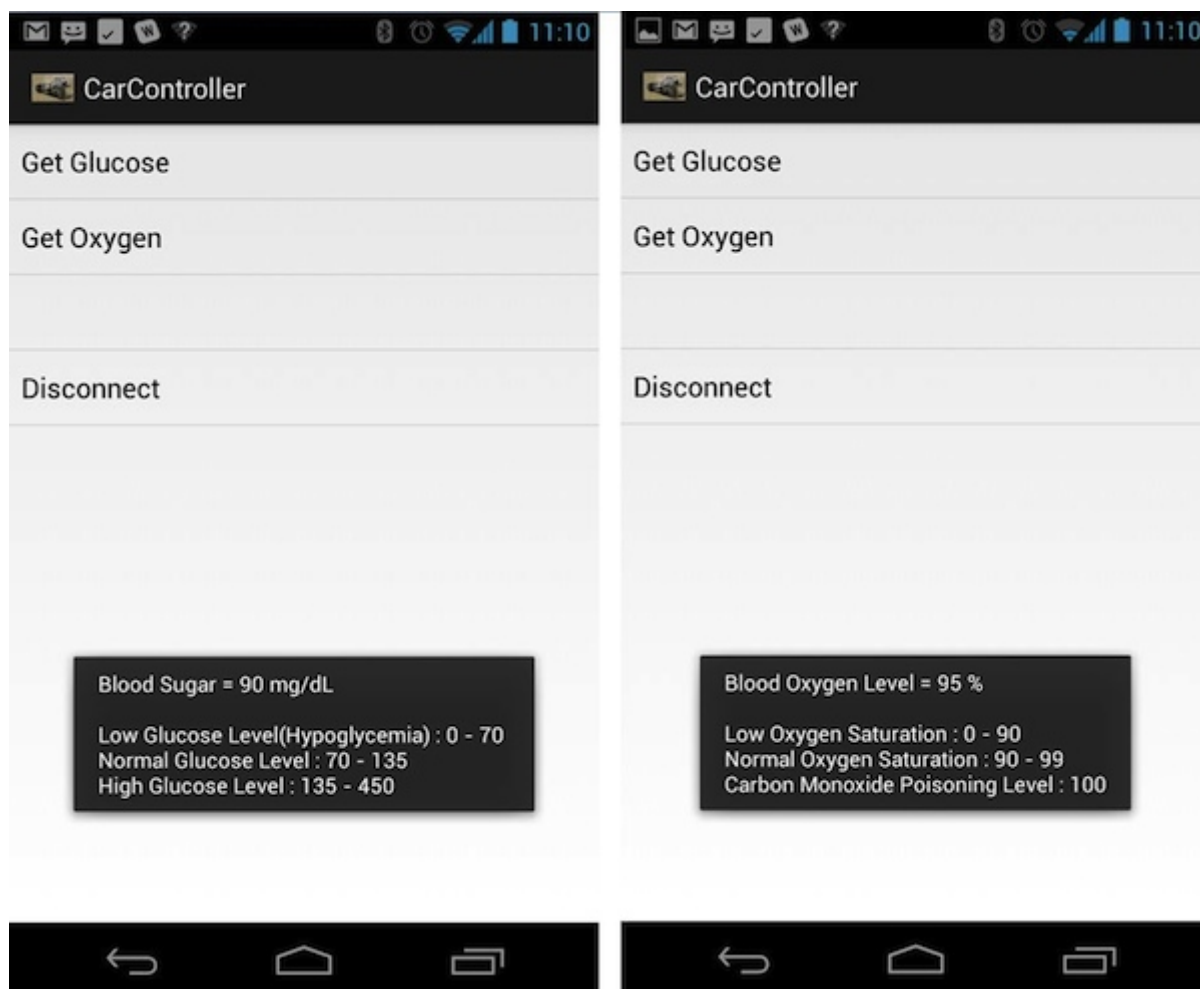 11:10
CarController
Get Glucose
Get Oxygen
Disconnect
Blood Sugar = 90 mg/dL
Low Glucose Level(Hypoglycemia) : 0 - 70
Normal Glucose Level : 70 - 135
High Glucose Level : 135 - 450
11:10
CarController
Get Glucose
Get Oxygen
Disconnect
Blood Oxygen Level = 95 %
Low Oxygen Saturation : 0 - 90
Normal Oxygen Saturation : 90 - 99
Carbon Monoxide Poisoning Level : 100